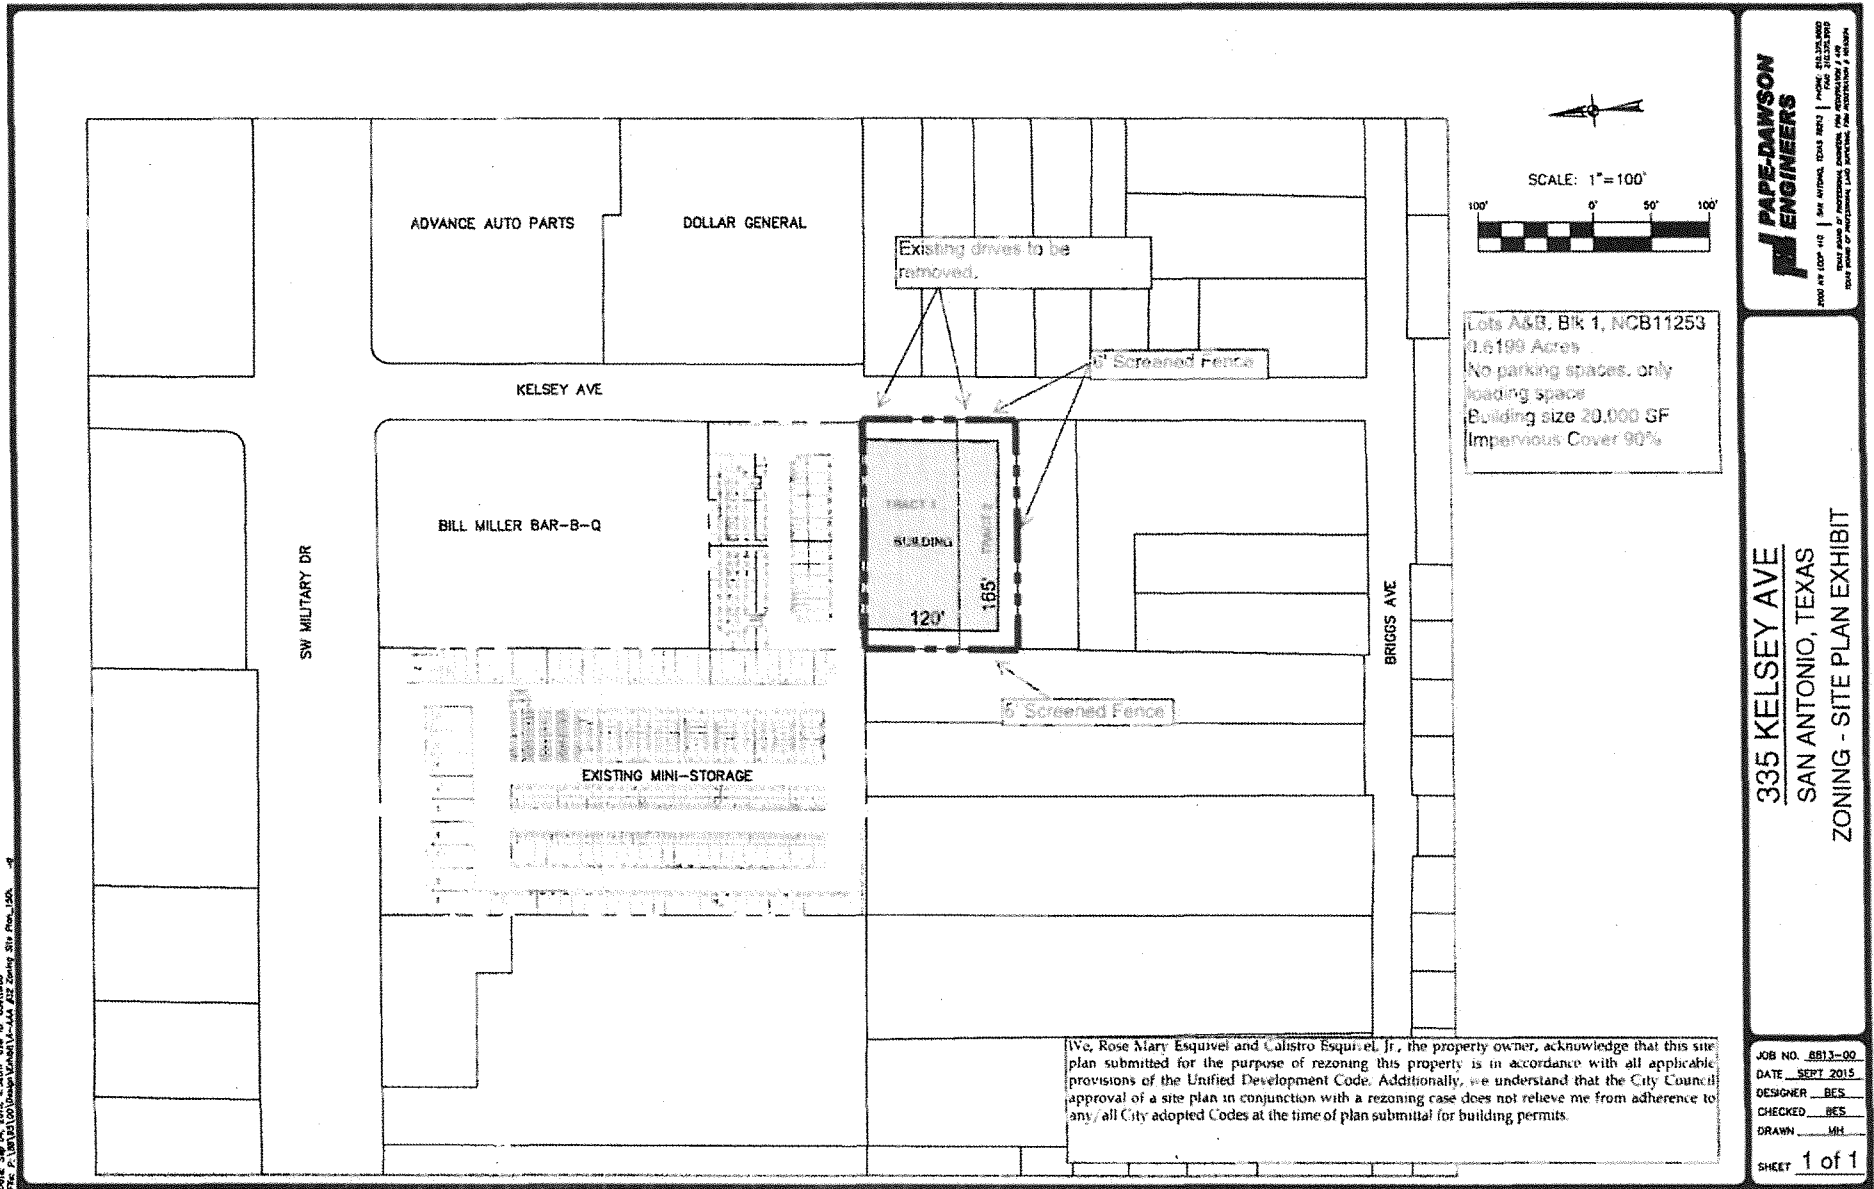 ADVANCE AUTO PARTS
DOLLAR GENERAL
Existing drives to be
removed.
6' Screened Fence
KELSEY AVE
BILL MILLER BAR-B-Q
SW MILITARY DR
TRACT 1
TRACT 2
BUILDING
120'
165'
6' Screened Fence
EXISTING MINI-STORAGE
BRIGGS AVE
SCALE: 1"=100'
100' 0' 50' 100'
Lots A&B, Blk 1, NCB11253
0.6199 Acres
No parking spaces, only
loading space
Building size 20,000 SF
Impervious Cover 90%
We, Rose Mary Esquivel and Calistro Esquivel, Jr., the property owner, acknowledge that this site
plan submitted for the purpose of rezoning this property is in accordance with all applicable
provisions of the Unified Development Code. Additionally, we understand that the City Council
approval of a site plan in conjunction with a rezoning case does not relieve me from adherence to
any/all City adopted Codes at the time of plan submittal for building permits.
PAPE-DAWSON
ENGINEERS
335 KELSEY AVE
SAN ANTONIO, TEXAS
ZONING - SITE PLAN EXHIBIT
JOB NO. 8813-00
DATE SEPT 2015
DESIGNER BES
CHECKED BES
DRAWN MH
SHEET 1 of 1